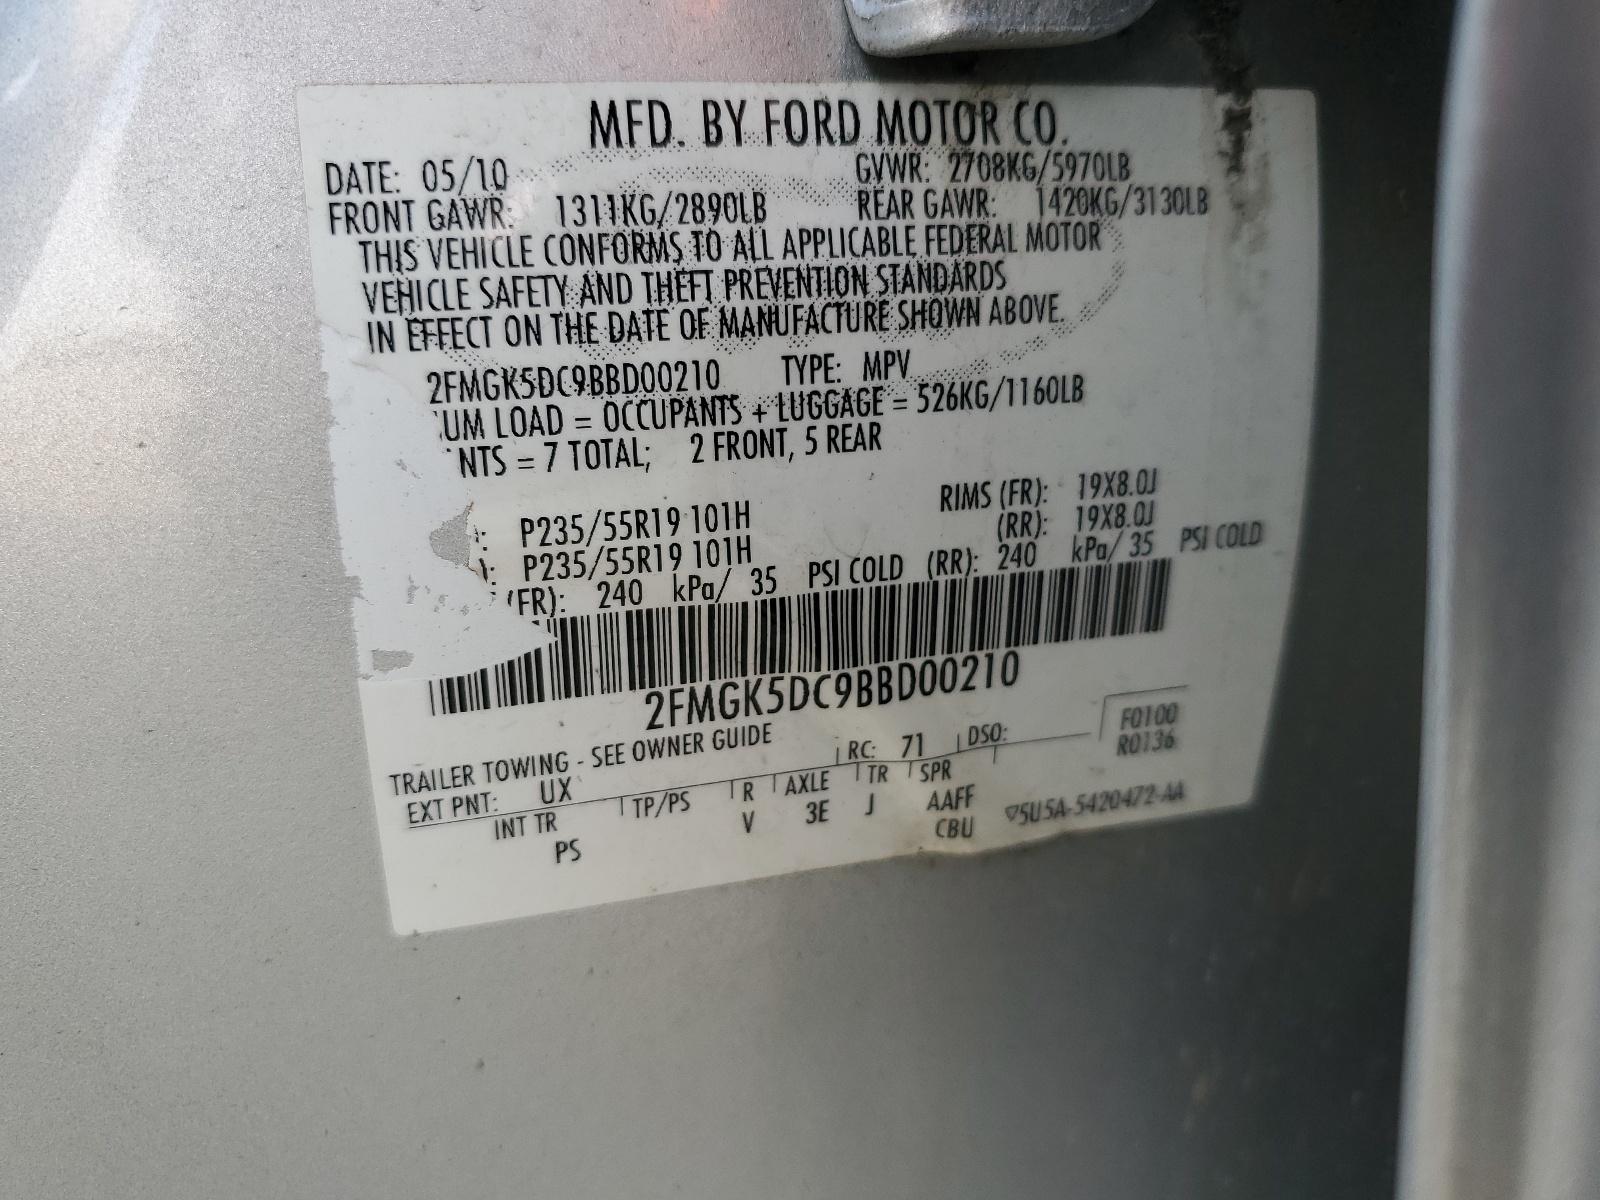 MFD. BY FORD MOTOR CO.
DATE: 05/10 GVWR: 2708KG/5970LB
FRONT GAWR: 1311KG/2890LB REAR GAWR: 1420KG/3130LB
THIS VEHICLE CONFORMS TO ALL APPLICABLE FEDERAL MOTOR
VEHICLE SAFETY AND THEFT PREVENTION STANDARDS
IN EFFECT ON THE DATE OF MANUFACTURE SHOWN ABOVE.
2FMGK5DC9BBD00210 TYPE: MPV
UM LOAD = OCCUPANTS + LUGGAGE = 526KG/1160LB
NTS = 7 TOTAL; 2 FRONT, 5 REAR
P235/55R19 101H RIMS (FR): 19X8.0J
P235/55R19 101H (RR): 19X8.0J
(FR): 240 kPa/ 35 PSI COLD (RR): 240 kPa/ 35 PSI COLD
2FMGK5DC9BBD00210
TRAILER TOWING - SEE OWNER GUIDE
EXT PNT: UX RC: 71 DSO: F0100
R0136
INT TR TP/PS R AXLE TR SPR
PS V 3E J AAFF
CBU
▽5U5A-5420472-AA